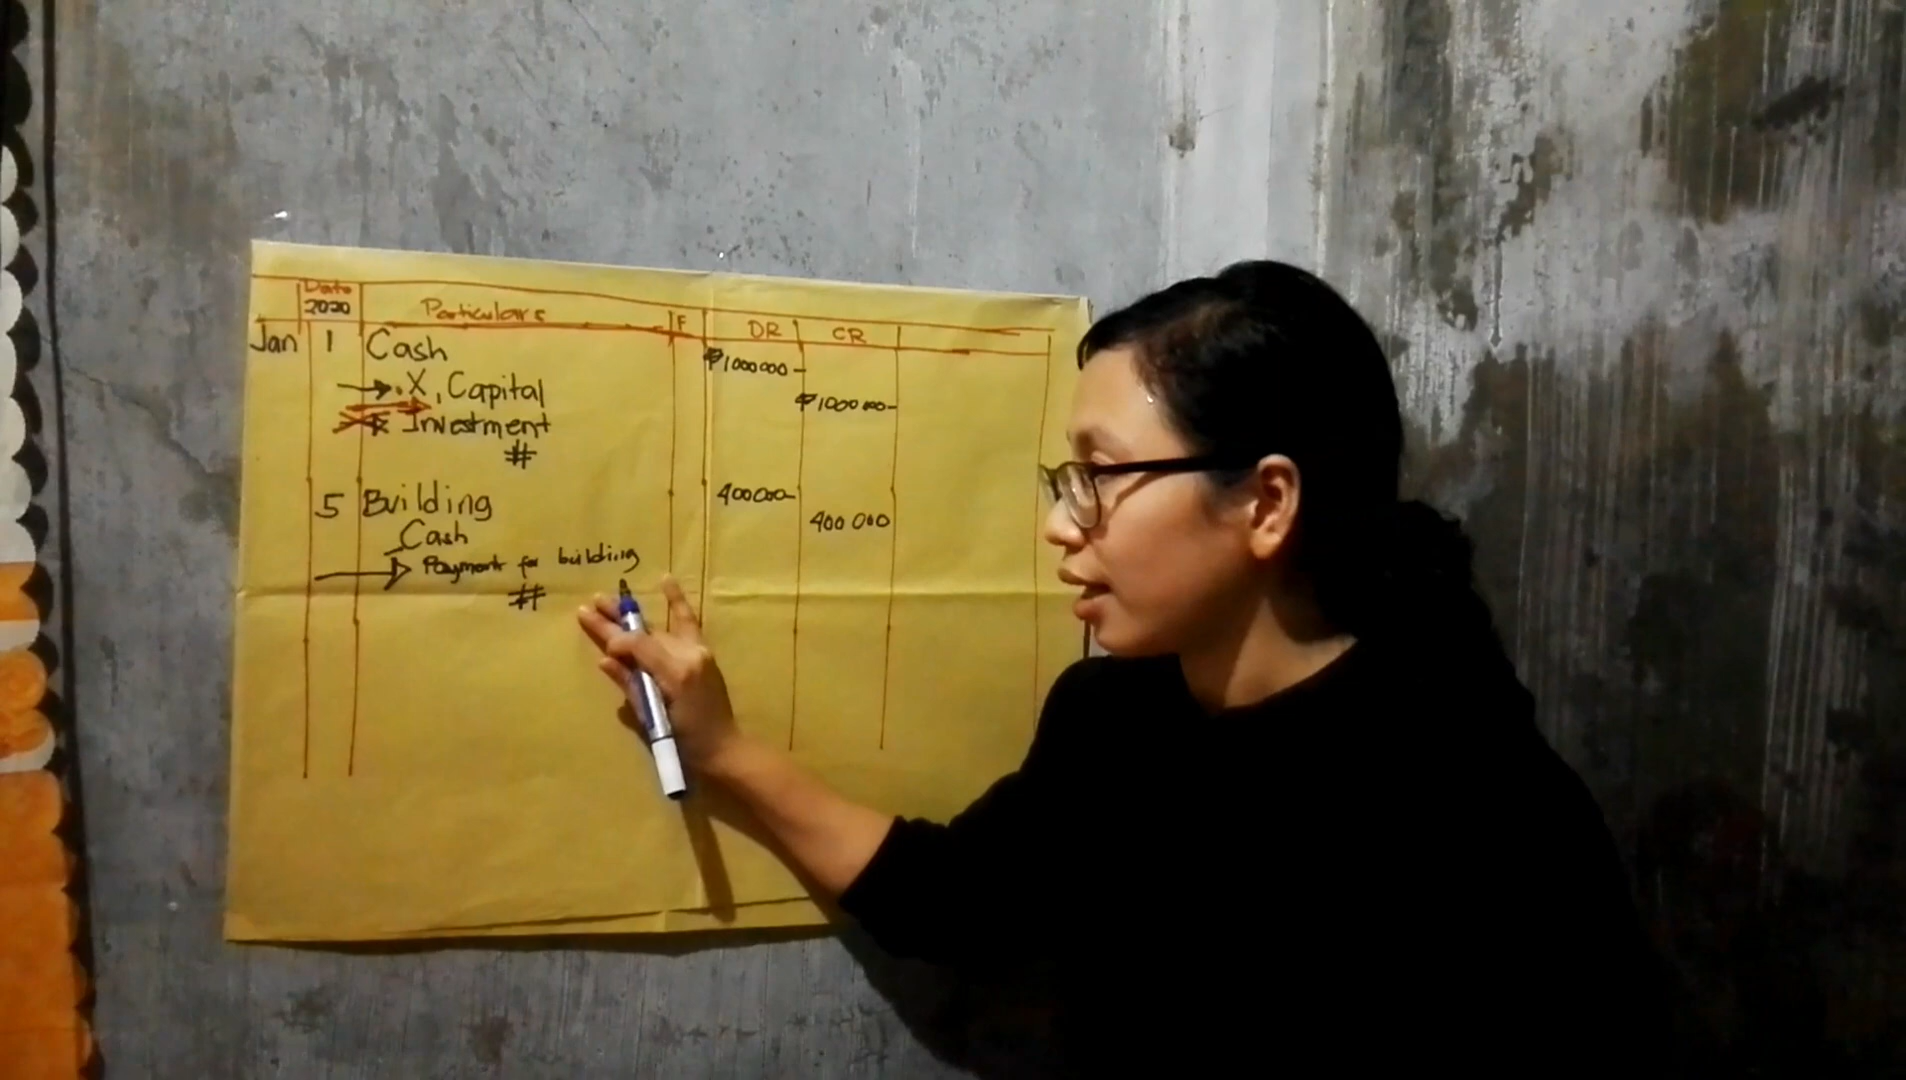 Date
2020 Particulars F DR CR
Jan 1 Cash ₱1000000-
.X, Capital ₱1000000-
Investment
#
5 Building 400000-
Cash 400 000
Payment for building
#